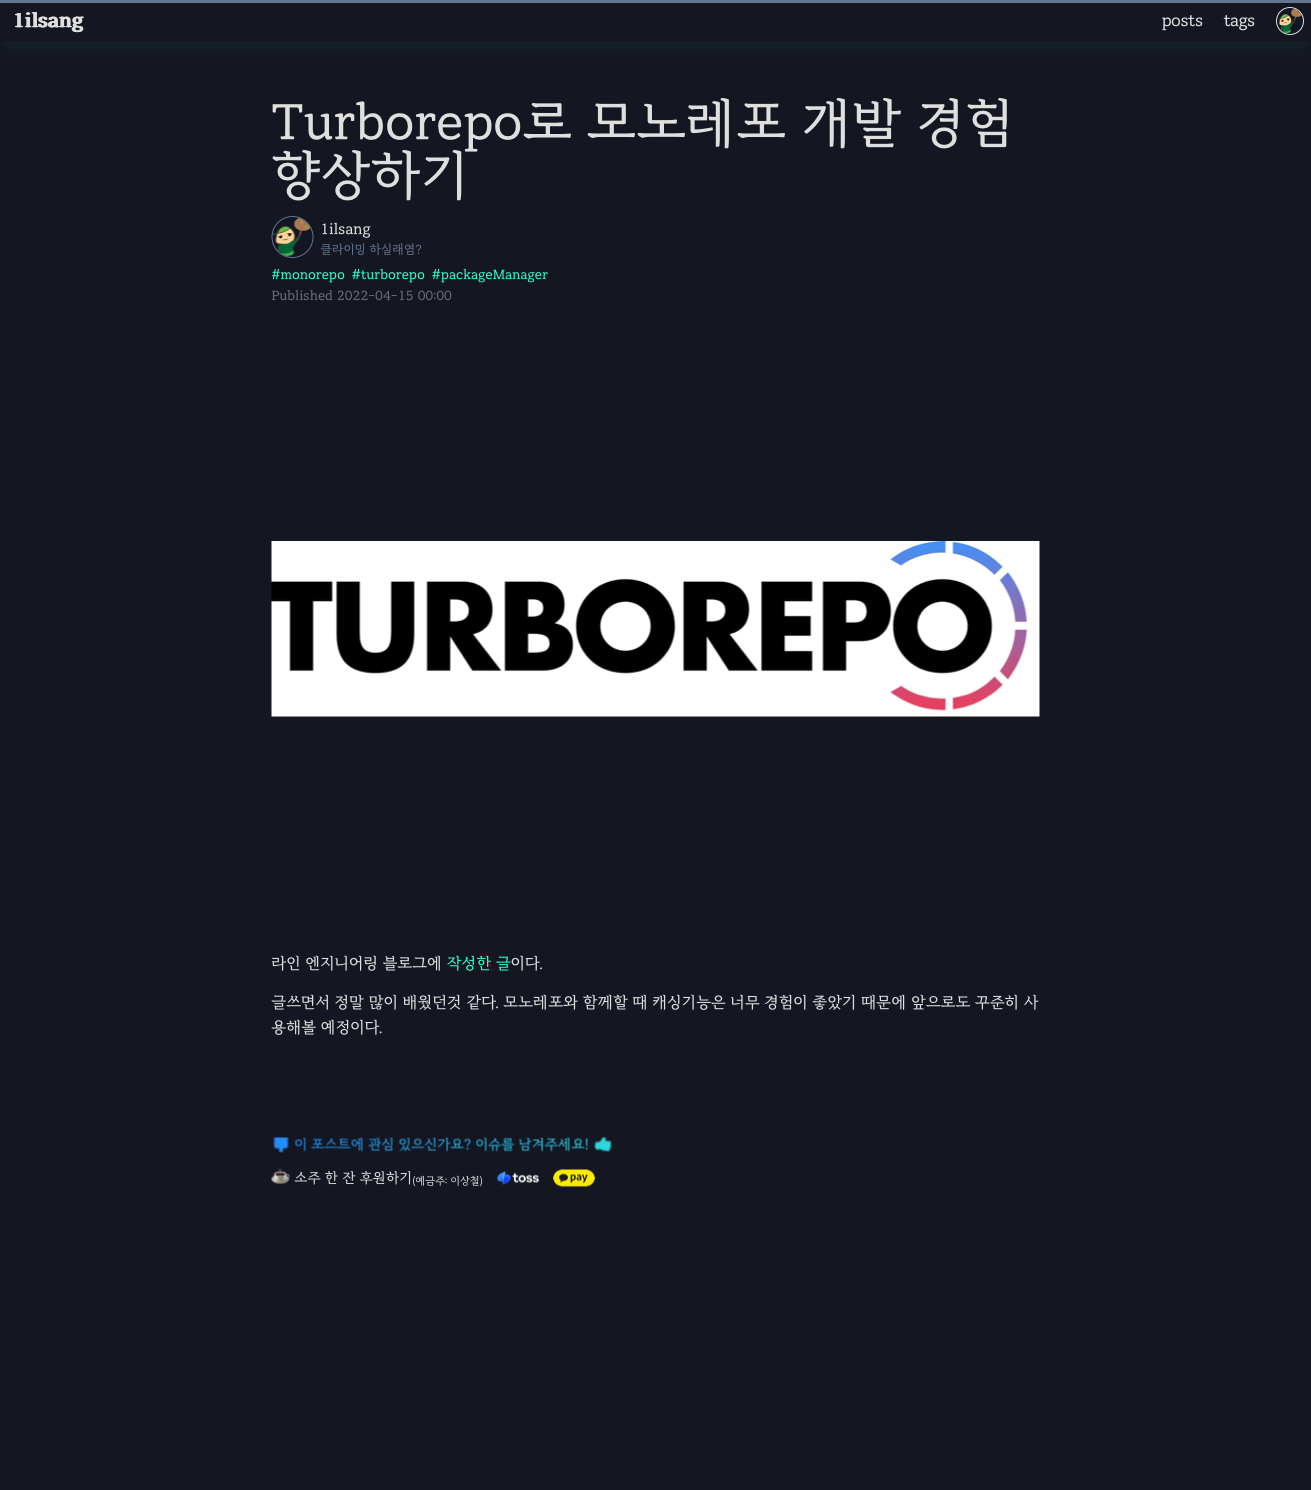 1ilsang
posts tags
Turborepo로 모노레포 개발 경험
향상하기
1ilsang
클라이밍 하실래염?
#monorepo #turborepo #packageManager
Published 2022-04-15 00:00
TURBOREPO
라인 엔지니어링 블로그에 작성한 글이다.
글쓰면서 정말 많이 배웠던것 같다. 모노레포와 함께할 때 캐싱기능은 너무 경험이 좋았기 때문에 앞으로도 꾸준히 사
용해볼 예정이다.
이 포스트에 관심 있으신가요? 이슈를 남겨주세요!
소주 한 잔 후원하기(예금주: 이상철) toss pay